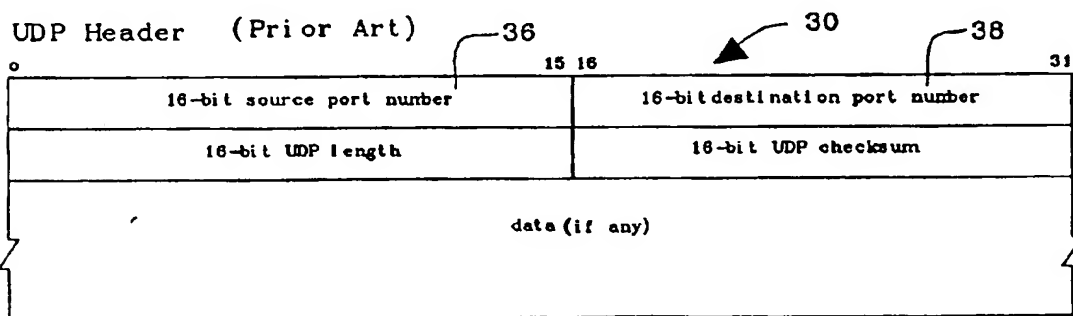 UDP Header (Prior Art) 36 30 38
0 15 16 31
16-bit source port number 16-bit destination port number
16-bit UDP length 16-bit UDP checksum
data (if any)